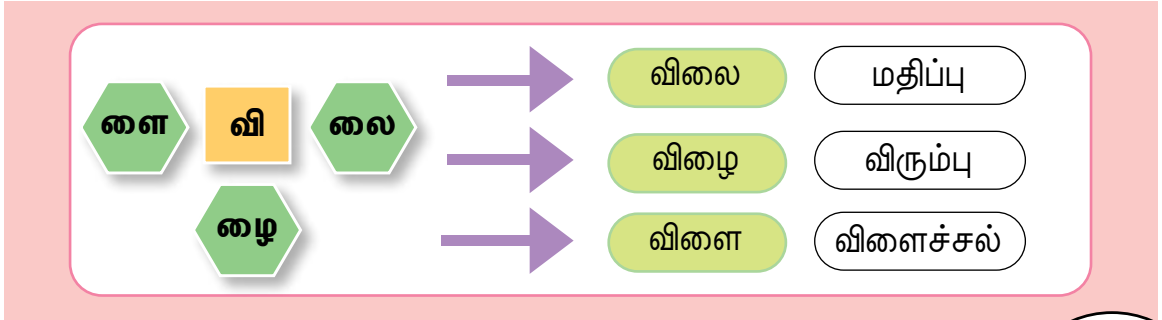 ளை வி லை
ழை
விலை மதிப்பு
விழை விரும்பு
விளை விளைச்சல்